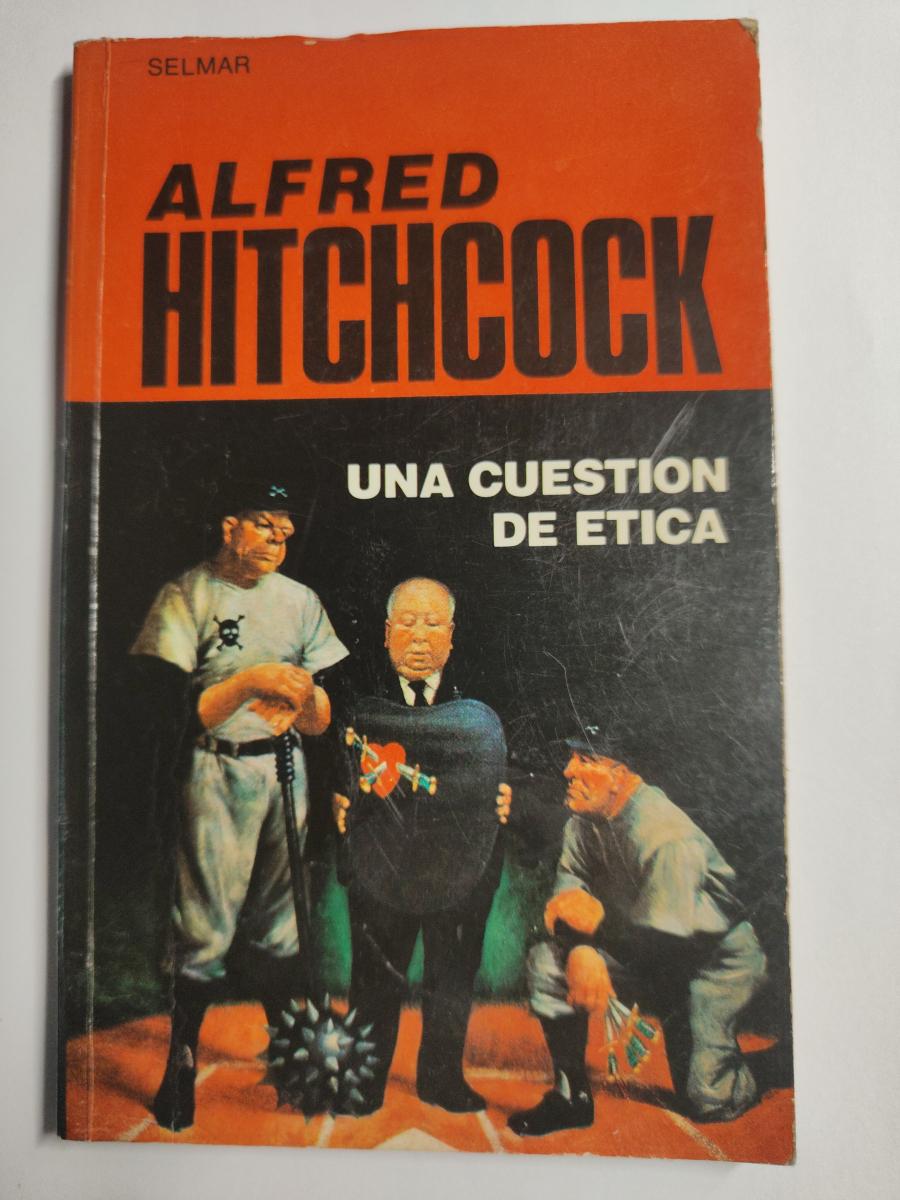 SELMAR
ALFRED
HITCHCOCK
UNA CUESTION
DE ETICA